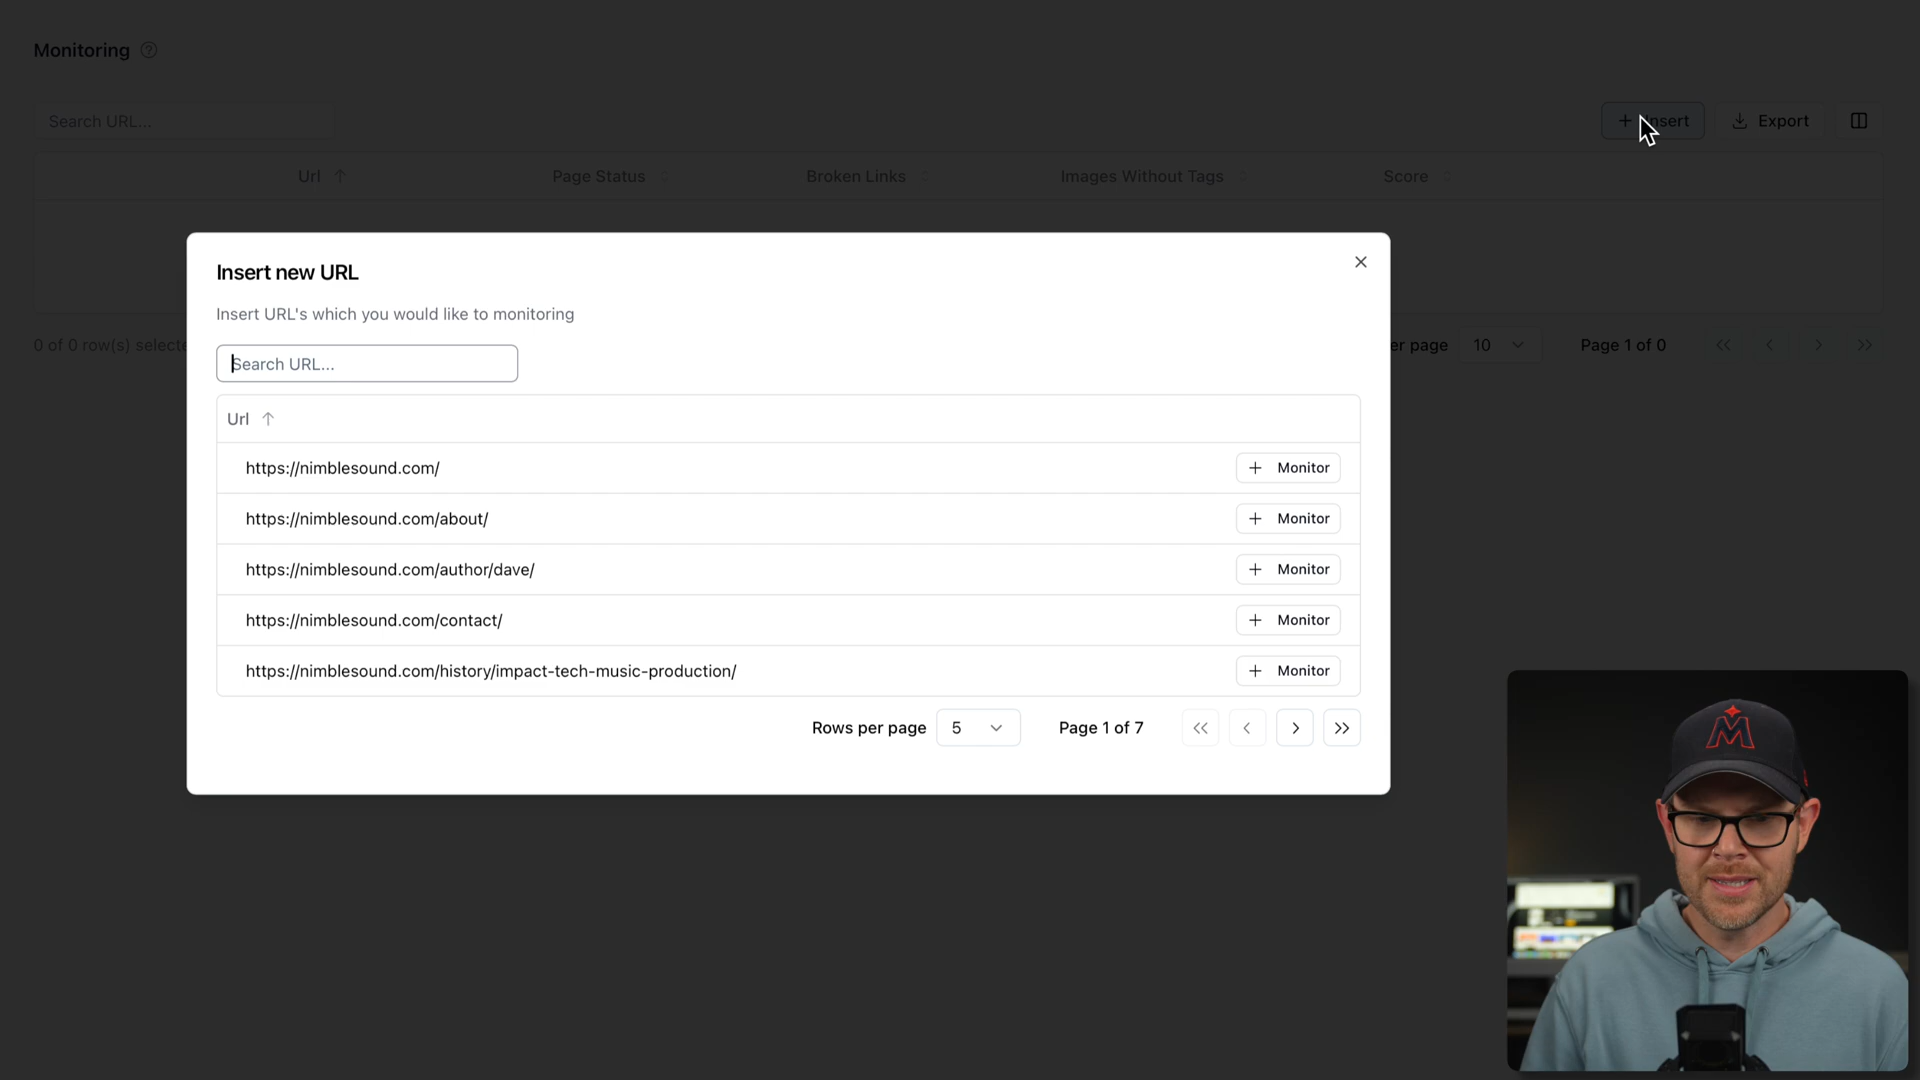 Monitoring
Search URL...
+ Insert
Export
Url
Page Status
Broken Links
Images Without Tags
Score
Insert new URL
Insert URL's which you would like to monitoring
Search URL...
Url
https://nimblesound.com/
+ Monitor
https://nimblesound.com/about/
+ Monitor
https://nimblesound.com/author/dave/
+ Monitor
https://nimblesound.com/contact/
+ Monitor
https://nimblesound.com/history/impact-tech-music-production/
+ Monitor
Rows per page
5
Page 1 of 7
0 of 0 row(s)
per page
10
Page 1 of 0
M